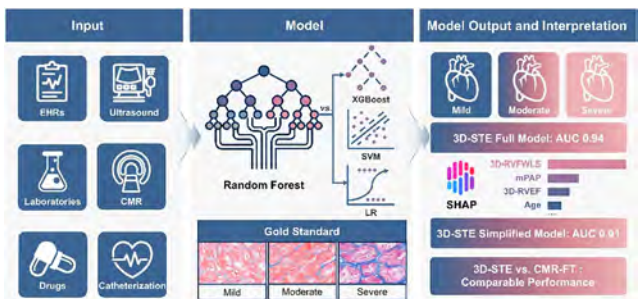 Input
EHRs
Ultrasound
Laboratories
CMR
Drugs
Catheterization
Model
Random Forest
vs.
XGBoost
SVM
LR
Gold Standard
Mild
Moderate
Severe
Model Output and Interpretation
Mild
Moderate
Severe
3D-STE Full Model: AUC 0.94
SHAP
3D-RVFWLS
mPAP
3D-RVEF
Age
3D-STE Simplified Model: AUC 0.91
3D-STE vs. CMR-FT :
Comparable Performance